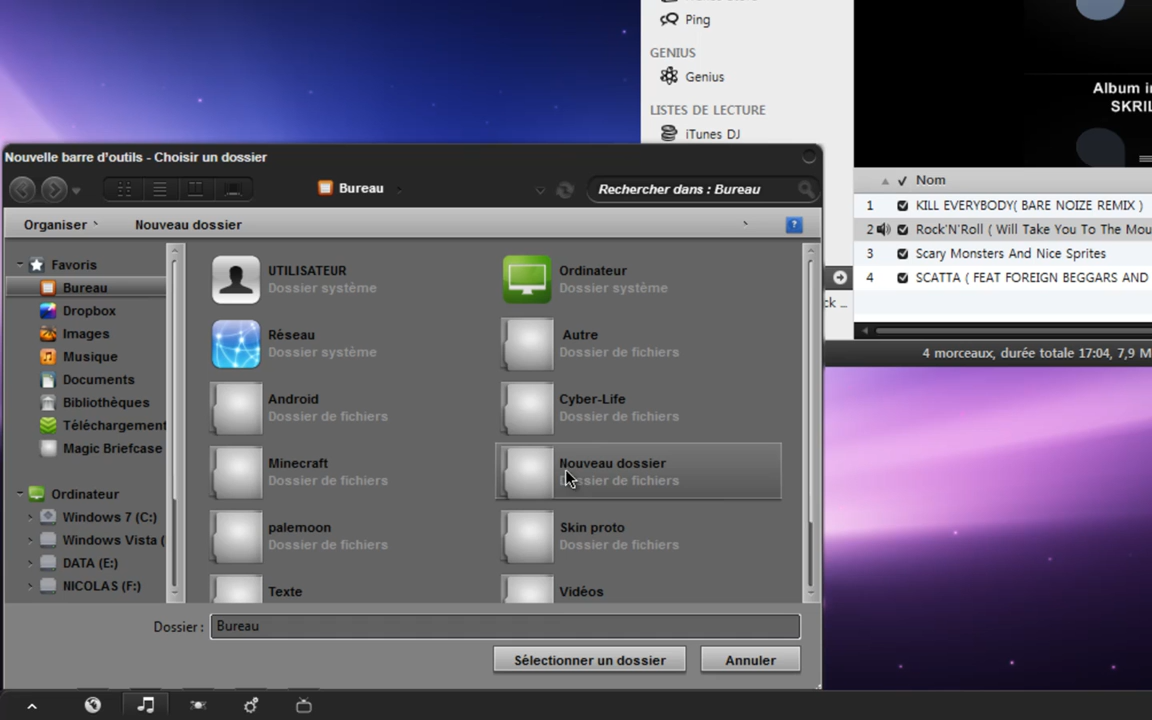 Ping
GENIUS
Genius
LISTES DE LECTURE
iTunes DJ
Album in
SKRIL
Nom
1 KILL EVERYBODY( BARE NOIZE REMIX )
2 Rock'N'Roll ( Will Take You To The Mou
3 Scary Monsters And Nice Sprites
4 SCATTA ( FEAT FOREIGN BEGGARS AND
ck ...
4 morceaux, durée totale 17:04, 7,9 M
Nouvelle barre d'outils - Choisir un dossier
Bureau
Rechercher dans : Bureau
Organiser
Nouveau dossier
?
Favoris
Bureau
Dropbox
Images
Musique
Documents
Bibliothèques
Téléchargement
Magic Briefcase
Ordinateur
Windows 7 (C:)
Windows Vista (
DATA (E:)
NICOLAS (F:)
UTILISATEUR
Dossier système
Ordinateur
Dossier système
Réseau
Dossier système
Autre
Dossier de fichiers
Android
Dossier de fichiers
Cyber-Life
Dossier de fichiers
Minecraft
Dossier de fichiers
Nouveau dossier
Dossier de fichiers
palemoon
Dossier de fichiers
Skin proto
Dossier de fichiers
Texte
Vidéos
Dossier :
Bureau
Sélectionner un dossier
Annuler